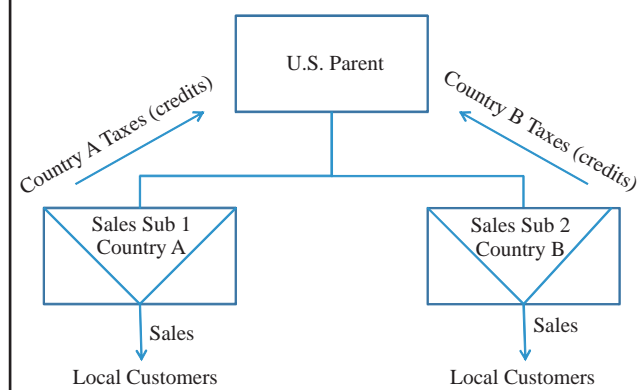 U.S. Parent
Country A Taxes (credits)
Country B Taxes (credits)
Sales Sub 1
Country A
Sales Sub 2
Country B
Sales
Sales
Local Customers
Local Customers